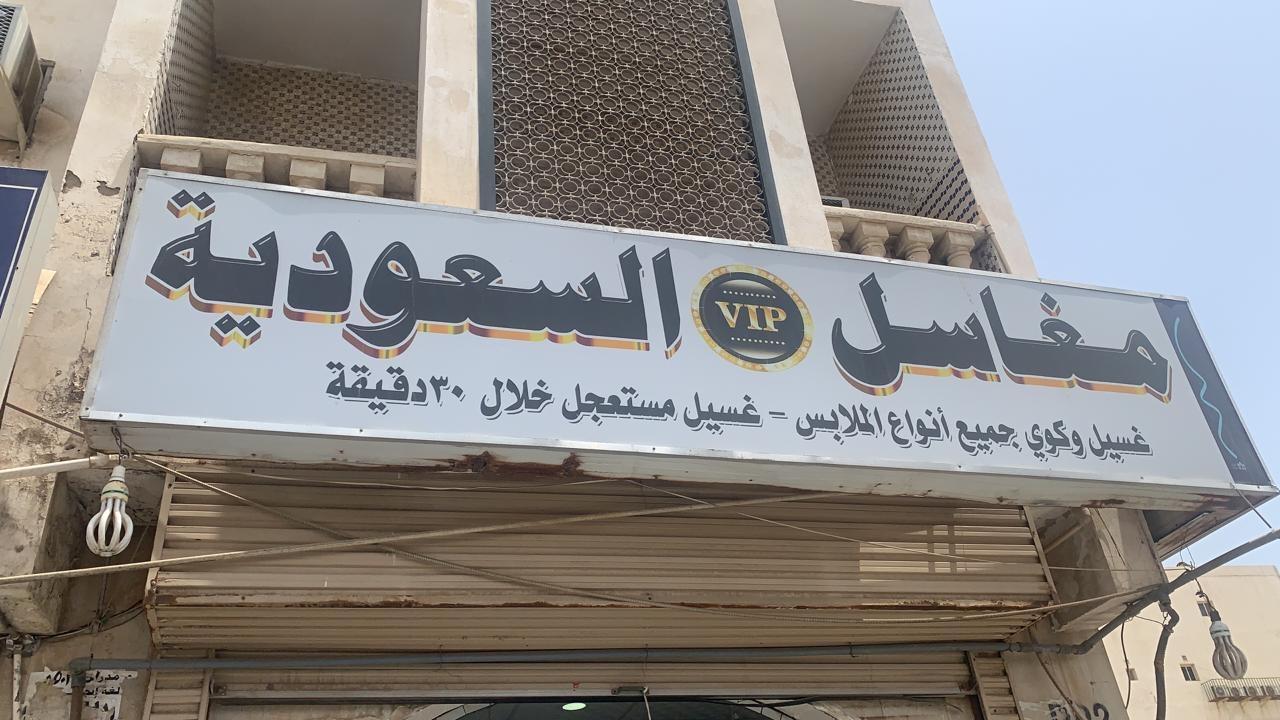 مغاسل VIP السعودية
غسيل وكوي جميع أنواع الملابس - غسيل مستعجل خلال ٣٠ دقيقة